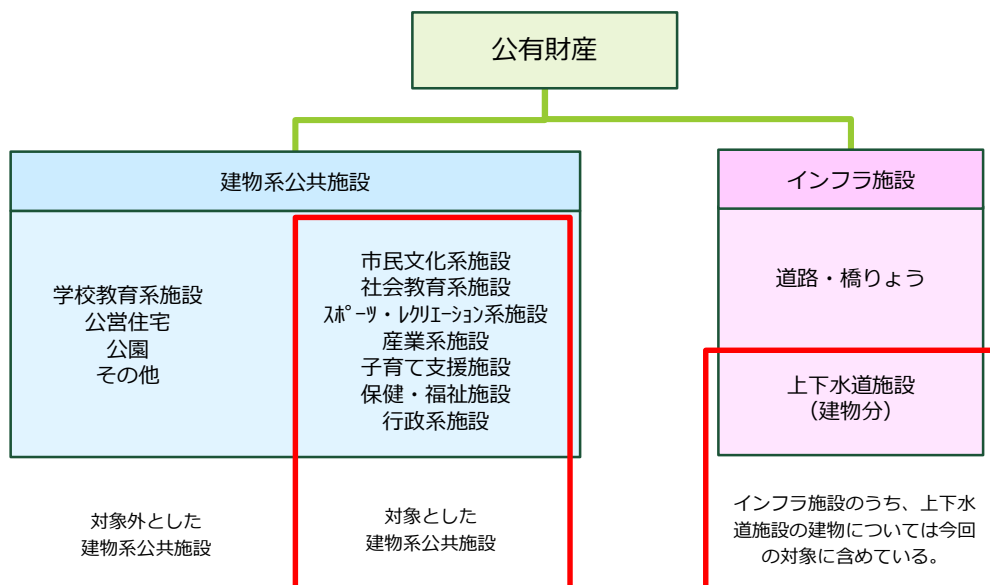 公有財産
建物系公共施設
学校教育系施設
公営住宅
公園
その他
市民文化系施設
社会教育系施設
ｽﾎﾟｰﾂ・ﾚｸﾘｴｰｼｮﾝ系施設
産業系施設
子育て支援施設
保健・福祉施設
行政系施設
対象外とした
建物系公共施設
対象とした
建物系公共施設
インフラ施設
道路・橋りょう
上下水道施設
（建物分）
インフラ施設のうち、上下水
道施設の建物については今回
の対象に含めている。